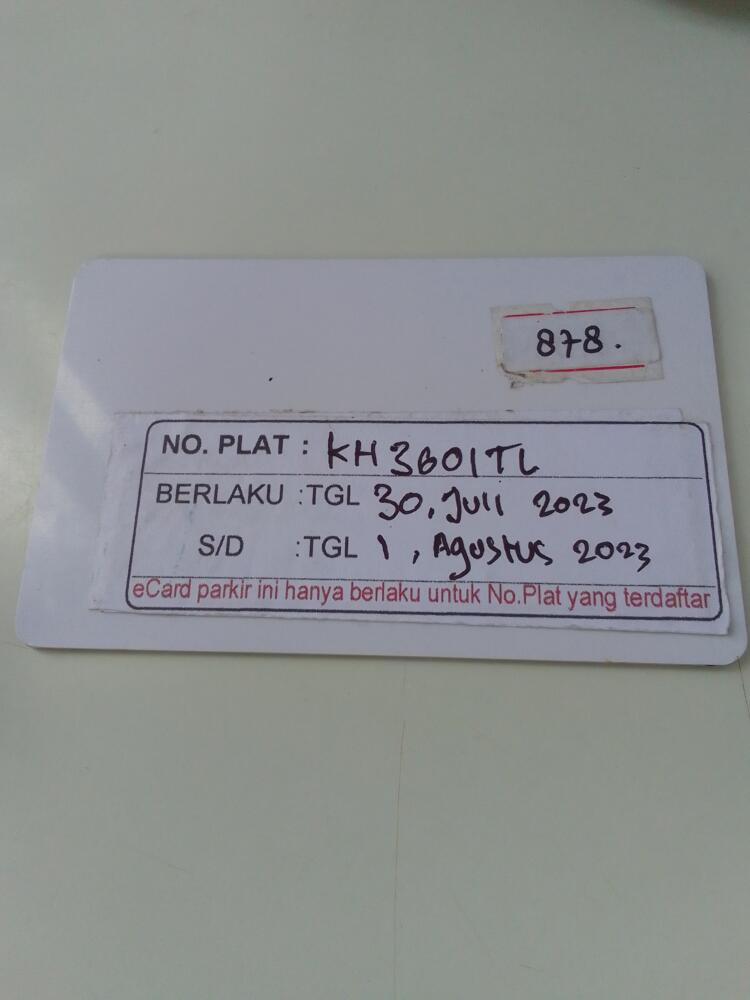 878.
NO. PLAT : KH 3601 TL
BERLAKU :TGL 30, Juli 2023
S/D :TGL 1, Agustus 2023
eCard parkir ini hanya berlaku untuk No.Plat yang terdaftar